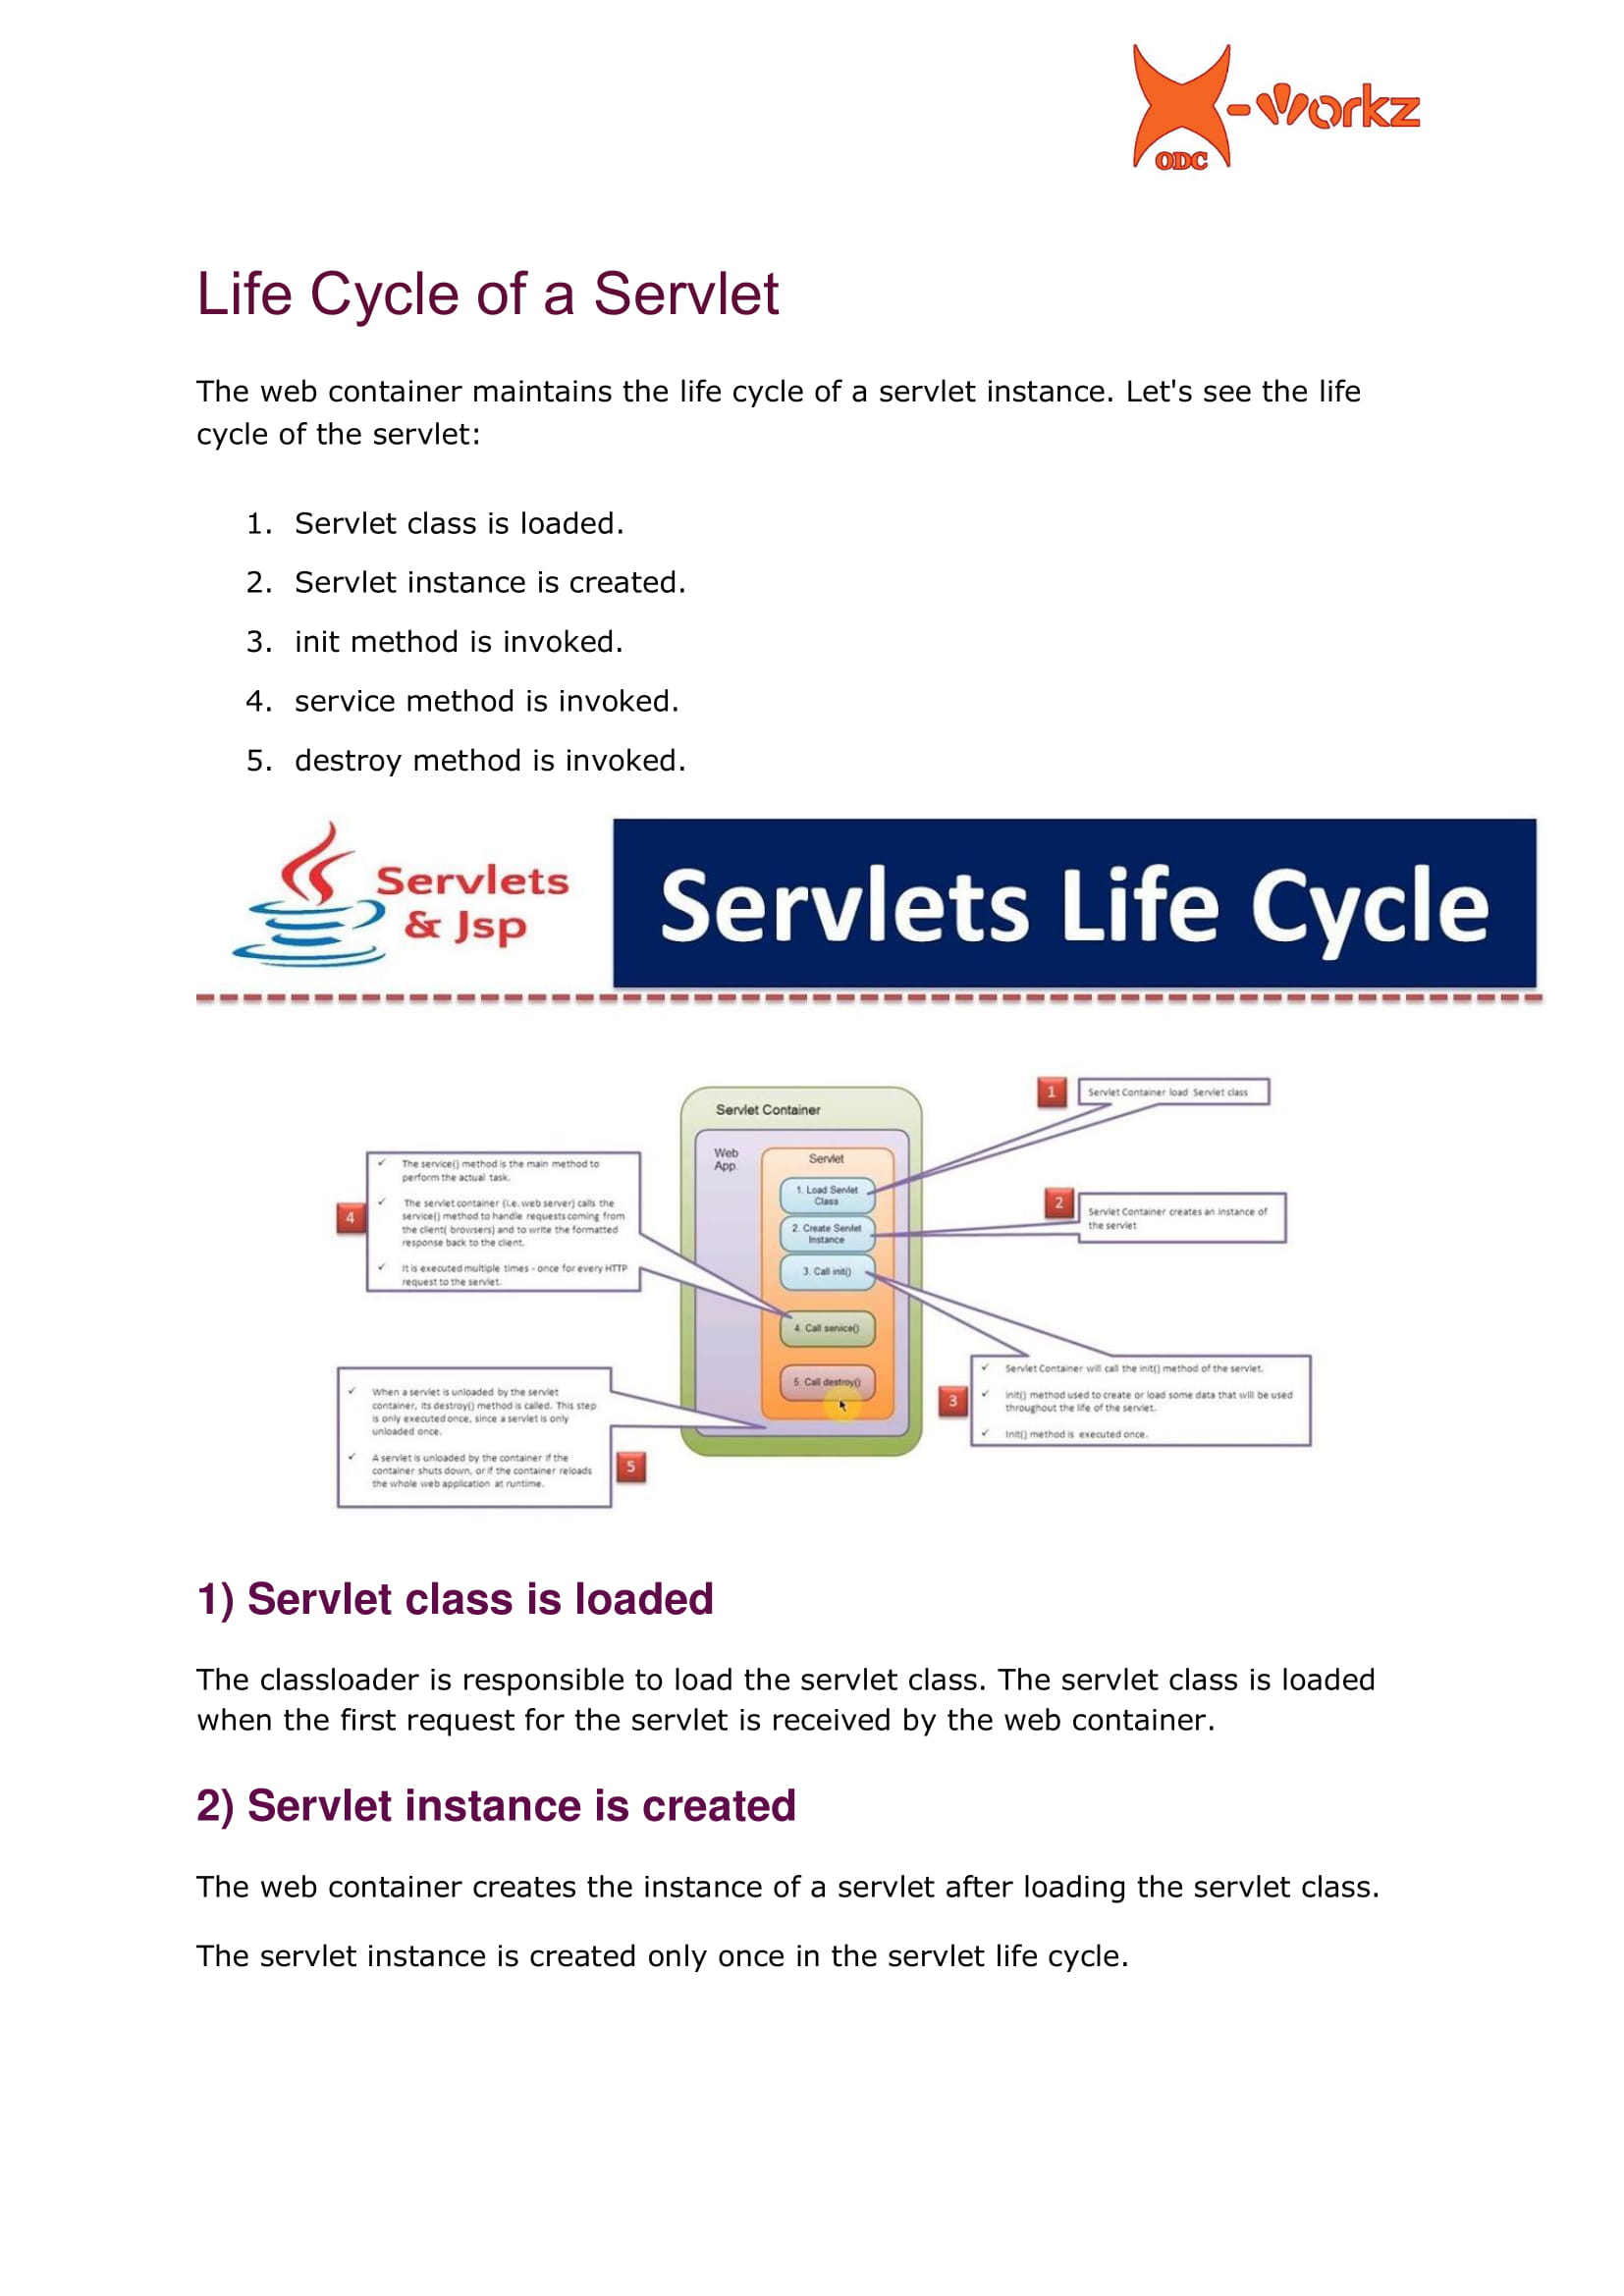 X-Workz
ODC
Life Cycle of a Servlet
The web container maintains the life cycle of a servlet instance. Let's see the life
cycle of the servlet:
1. Servlet class is loaded.
2. Servlet instance is created.
3. init method is invoked.
4. service method is invoked.
5. destroy method is invoked.
Servlets
& Jsp
Servlets Life Cycle
Servlet Container
Web
App.
Servlet
1. Load Servlet
Class
2. Create Servlet
Instance
3. Call init()
4. Call service()
5. Call destroy()
1
Servlet Container load Servlet class
2
Servlet Container creates an instance of
the servlet
3
✓ Servlet Container will call the init() method of the servlet.
✓ init() method used to create or load some data that will be used
throughout the life of the servlet.
✓ Init() method is executed once.
4
✓ The service() method is the main method to
perform the actual task.
✓ The servlet container (i.e. web server) calls the
service() method to handle requests coming from
the client( browsers) and to write the formatted
response back to the client.
✓ It is executed multiple times - once for every HTTP
request to the servlet.
5
✓ When a servlet is unloaded by the servlet
container, its destroy() method is called. This step
is only executed once, since a servlet is only
unloaded once.
✓ A servlet is unloaded by the container if the
container shuts down, or if the container reloads
the whole web application at runtime.
1) Servlet class is loaded
The classloader is responsible to load the servlet class. The servlet class is loaded
when the first request for the servlet is received by the web container.
2) Servlet instance is created
The web container creates the instance of a servlet after loading the servlet class.
The servlet instance is created only once in the servlet life cycle.